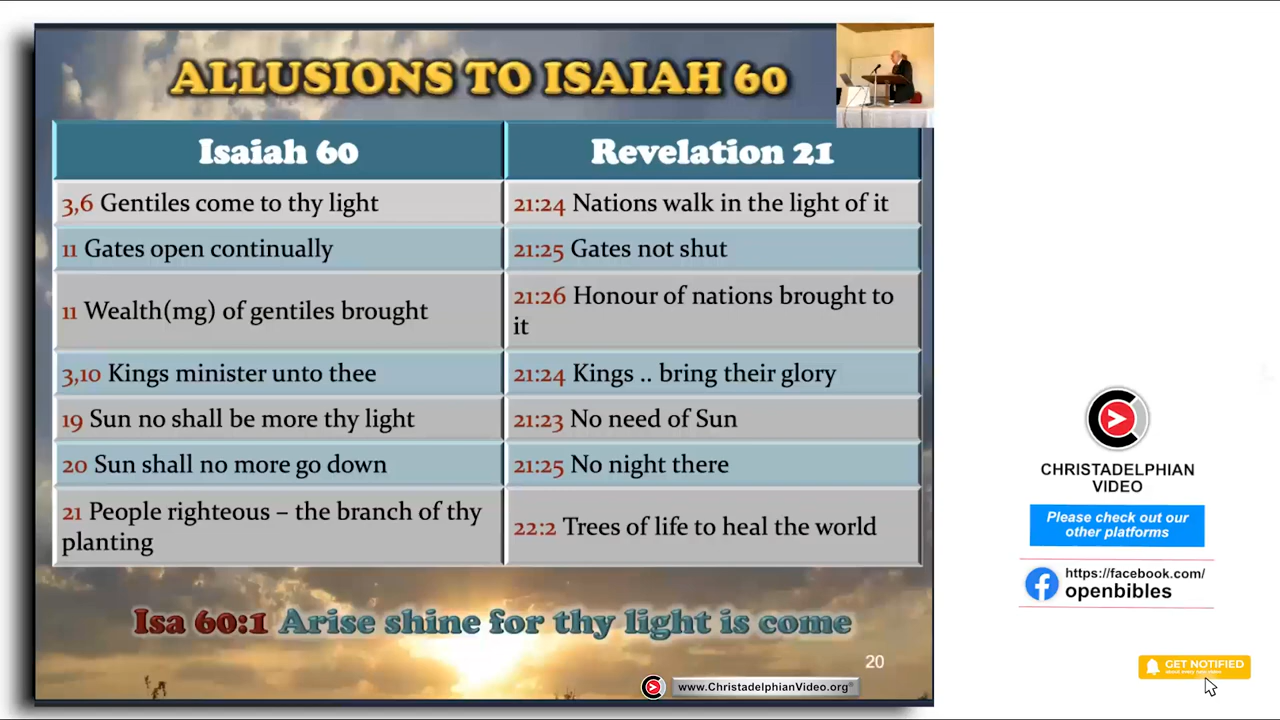 ALLUSIONS TO ISAIAH 60
Isaiah 60
Revelation 21
3,6 Gentiles come to thy light
21:24 Nations walk in the light of it
11 Gates open continually
21:25 Gates not shut
11 Wealth(mg) of gentiles brought
21:26 Honour of nations brought to
it
3,10 Kings minister unto thee
21:24 Kings .. bring their glory
19 Sun no shall be more thy light
21:23 No need of Sun
20 Sun shall no more go down
21:25 No night there
21 People righteous – the branch of thy
planting
22:2 Trees of life to heal the world
Isa 60:1 Arise shine for thy light is come
20
www.ChristadelphianVideo.org
CHRISTADELPHIAN
VIDEO
Please check out our
other platforms
https://facebook.com/
openbibles
GET NOTIFIED
about every new video